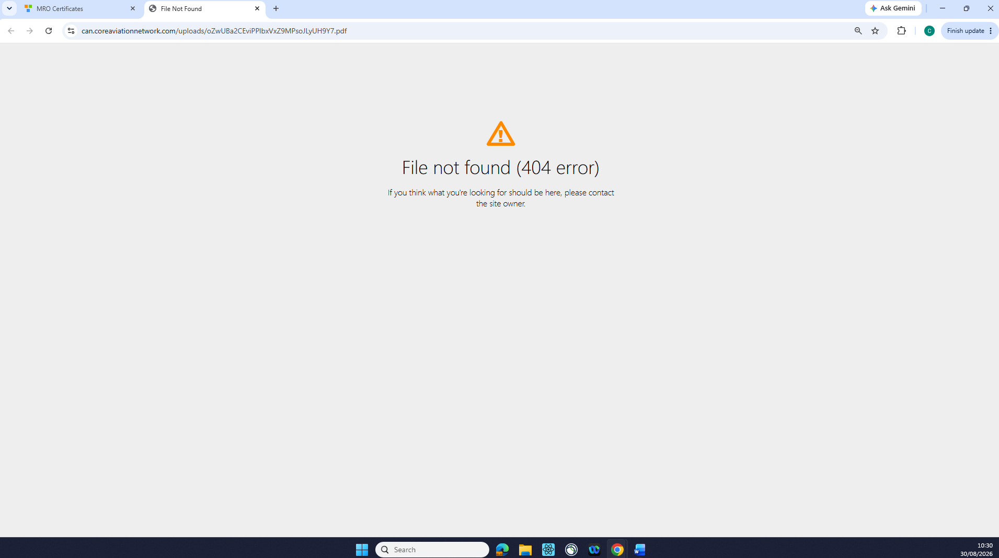 MRO Certificates
File Not Found
Ask Gemini
can.coreaviationnetwork.com/uploads/oZwUBa2CEviPPlbxVxZ9MPsoJLyUH9Y7.pdf
C
Finish update
File not found (404 error)
If you think what you're looking for should be here, please contact
the site owner.
Search
W
10:30
30/08/2026